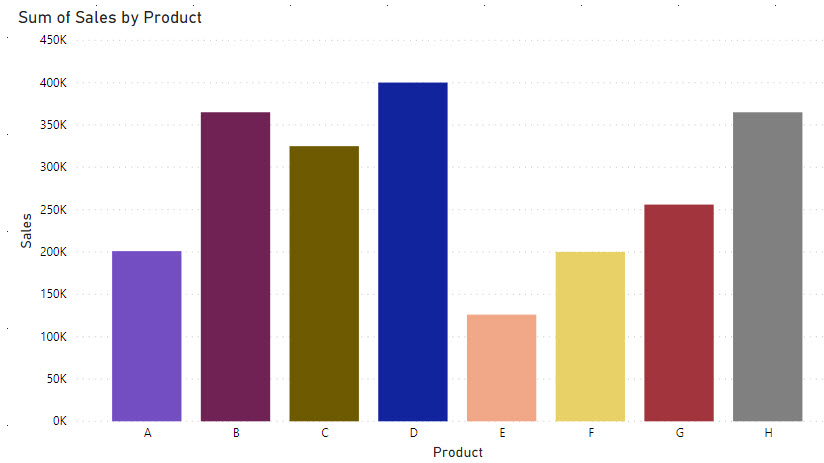 Sum of Sales by Product
450K
400K
350K
300K
250K
200K
150K
100K
50K
0K
Sales
A B C D E F G H
Product